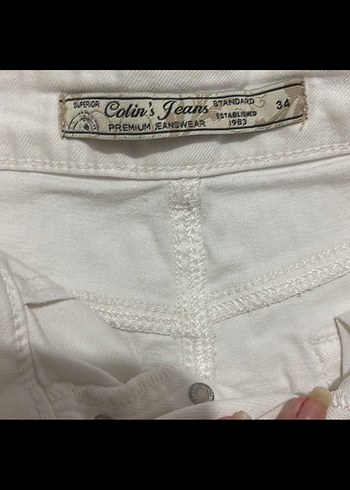 SUPERIOR
Colin's Jeans
STANDARD
34
ESTABLISHED
PREMIUM JEANSWEAR
1983